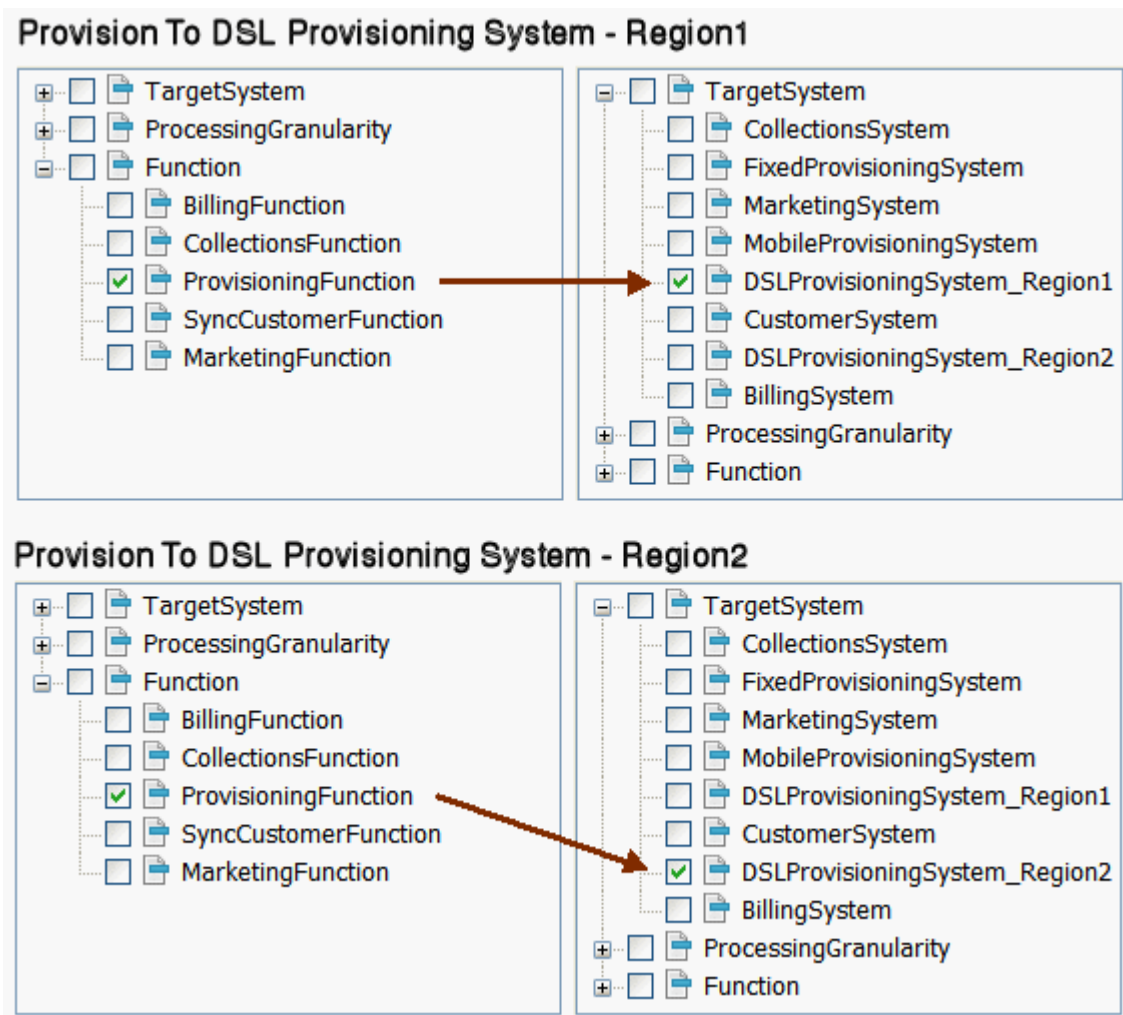 Provision To DSL Provisioning System - Region1
TargetSystem
ProcessingGranularity
Function
BillingFunction
CollectionsFunction
ProvisioningFunction
SyncCustomerFunction
MarketingFunction
TargetSystem
CollectionsSystem
FixedProvisioningSystem
MarketingSystem
MobileProvisioningSystem
DSLProvisioningSystem_Region1
CustomerSystem
DSLProvisioningSystem_Region2
BillingSystem
ProcessingGranularity
Function
Provision To DSL Provisioning System - Region2
TargetSystem
ProcessingGranularity
Function
BillingFunction
CollectionsFunction
ProvisioningFunction
SyncCustomerFunction
MarketingFunction
TargetSystem
CollectionsSystem
FixedProvisioningSystem
MarketingSystem
MobileProvisioningSystem
DSLProvisioningSystem_Region1
CustomerSystem
DSLProvisioningSystem_Region2
BillingSystem
ProcessingGranularity
Function